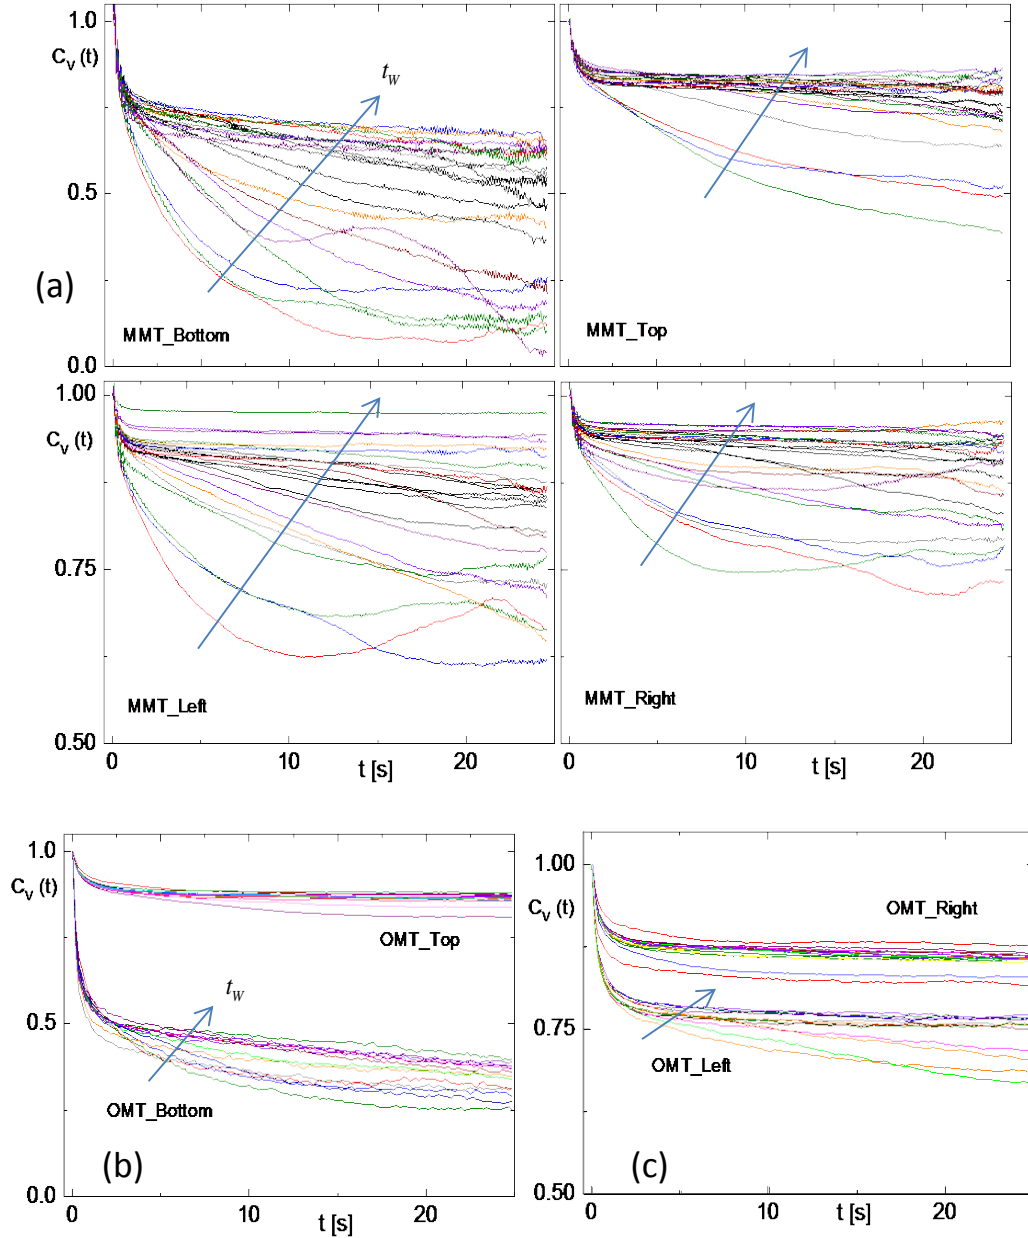 1.0
C_v (t)
t_W
0.5
(a)
MMT_Bottom
MMT_Top
0.0
1.00
C_v (t)
0.75
MMT_Left
MMT_Right
0.50
0
10
20
0
10
20
t [s]
t [s]
1.0
C_v (t)
OMT_Top
t_W
0.5
OMT_Bottom
(b)
0.0
0
10
20
t [s]
1.00
C_v (t)
OMT_Right
0.75
OMT_Left
(c)
0.50
0
10
20
t [s]